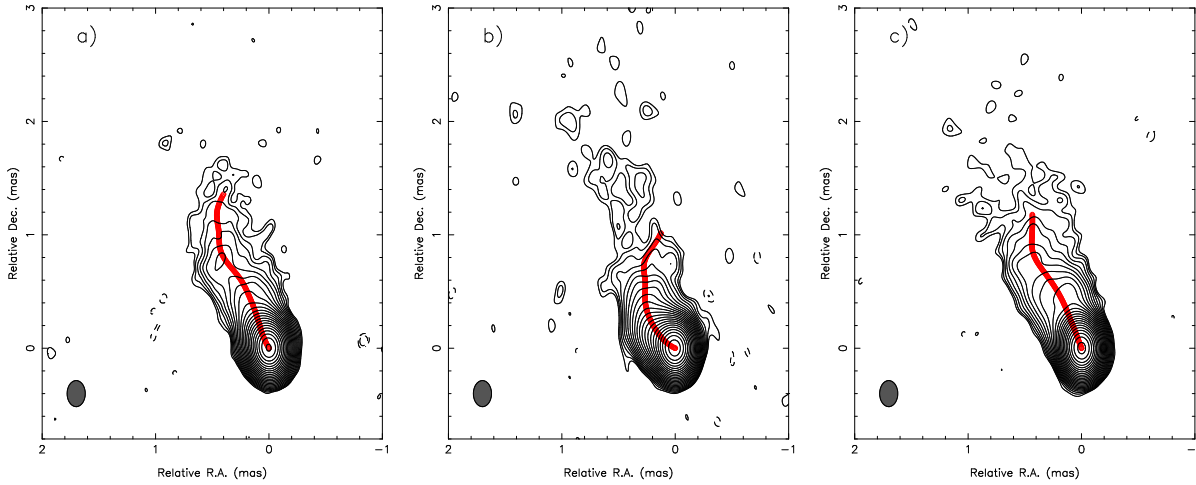 a)
3
2
1
0
Relative Dec. (mas)
2
1
0
−1
Relative R.A. (mas)
b)
3
2
1
0
Relative Dec. (mas)
2
1
0
−1
Relative R.A. (mas)
c)
3
2
1
0
Relative Dec. (mas)
2
1
0
−1
Relative R.A. (mas)